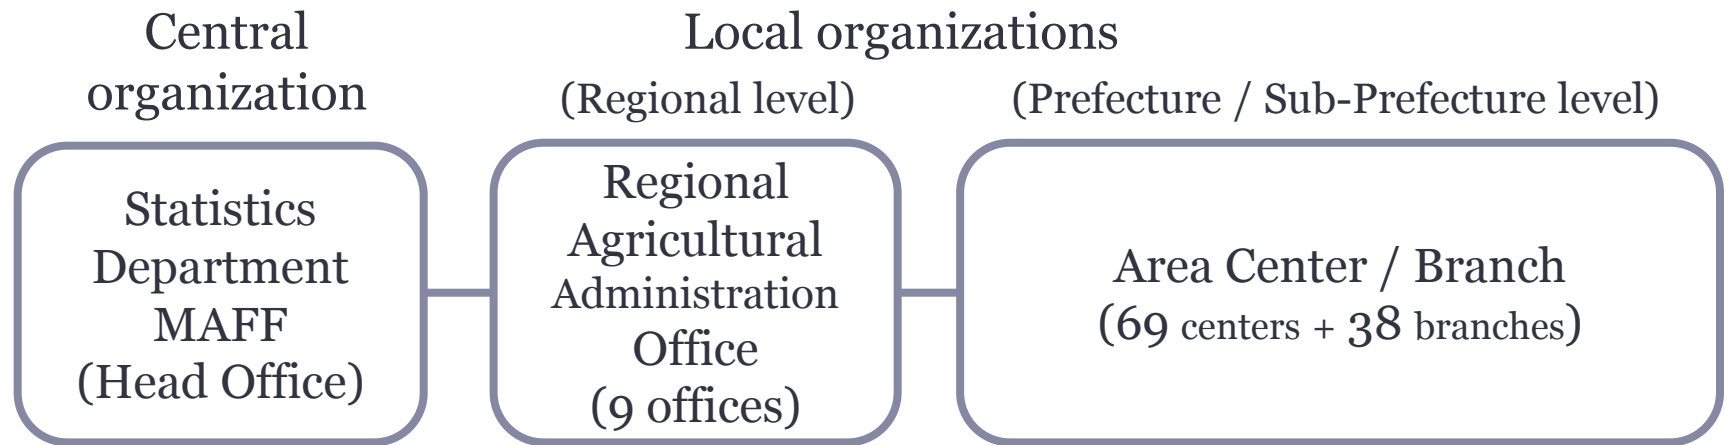 Central
organization
Local organizations
(Regional level)
(Prefecture / Sub-Prefecture level)
Statistics
Department
MAFF
(Head Office)
Regional
Agricultural
Administration
Office
(9 offices)
Area Center / Branch
(69 centers + 38 branches)